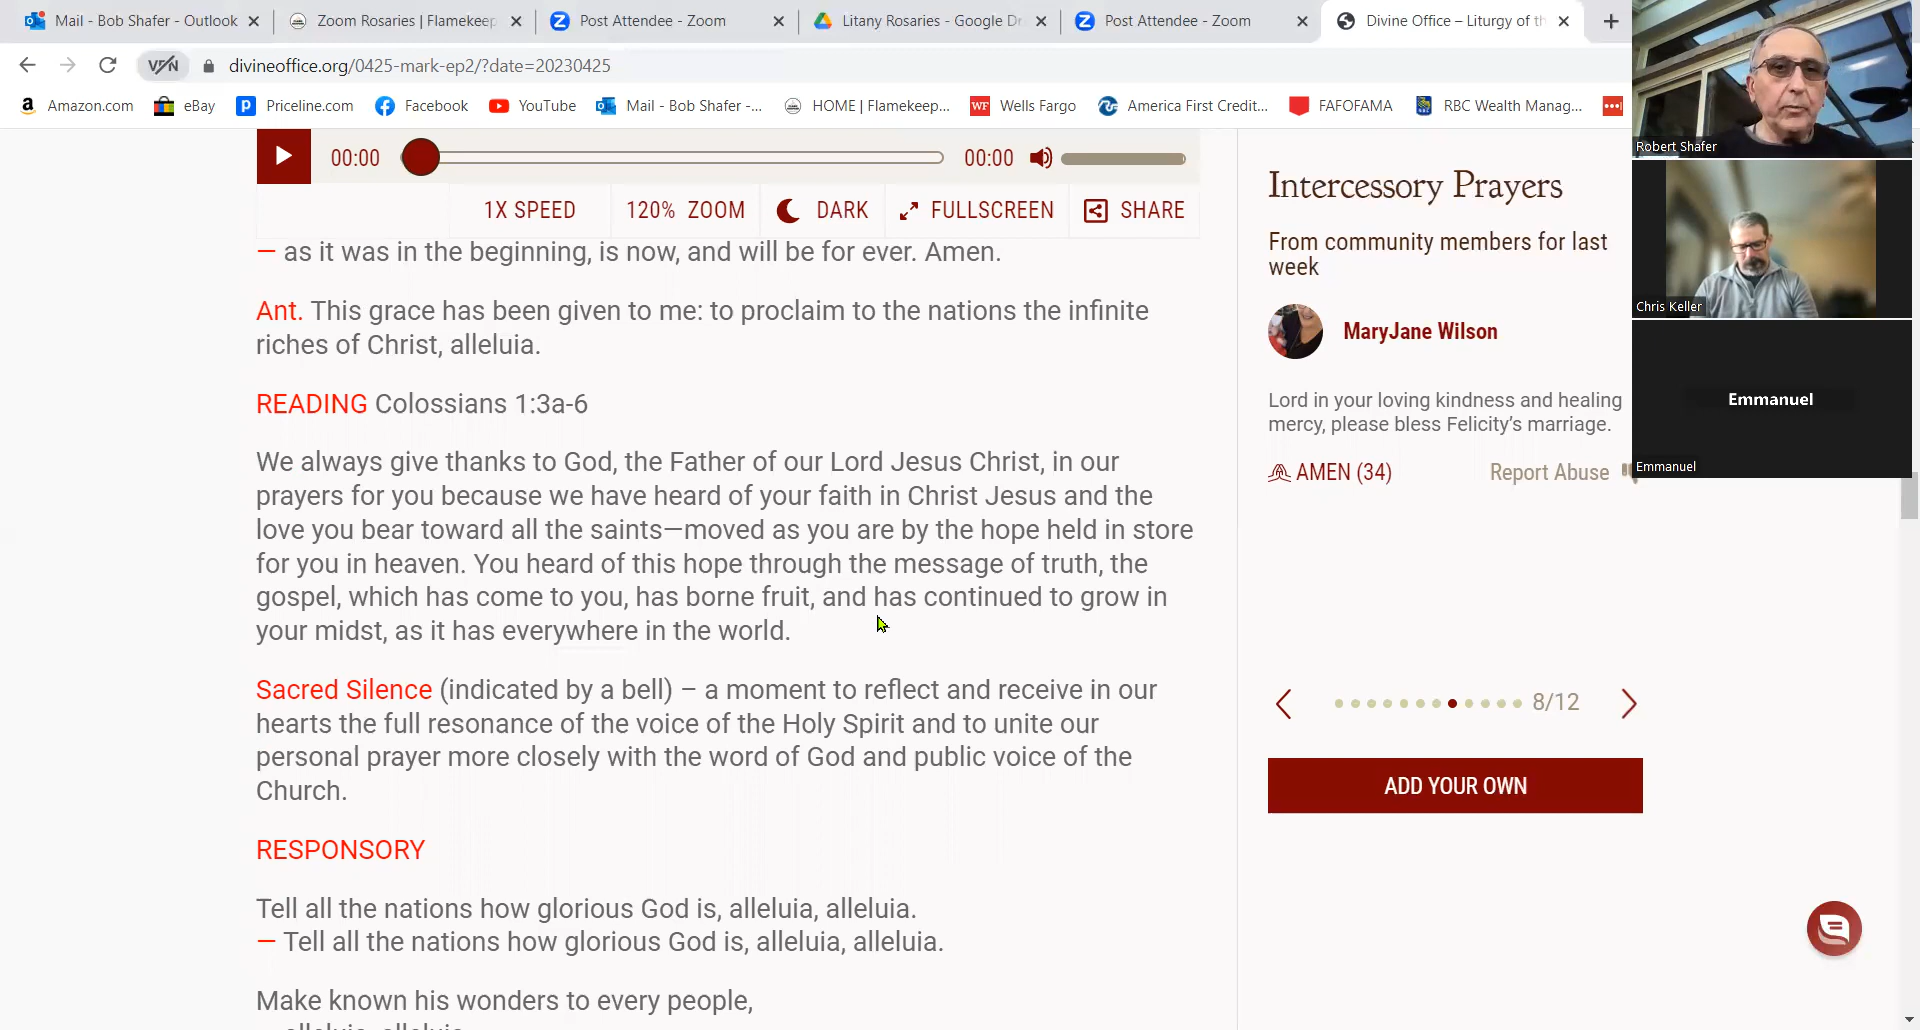 Mail - Bob Shafer - Outlook
Zoom Rosaries | Flamekeep
Post Attendee - Zoom
Litany Rosaries - Google Dr
Post Attendee - Zoom
Divine Office – Liturgy of th
VPN
divineoffice.org/0425-mark-ep2/?date=20230425
Amazon.com
eBay
Priceline.com
Facebook
YouTube
Mail - Bob Shafer -...
HOME | Flamekeep...
WF Wells Fargo
America First Credit...
FAFOFAMA
RBC Wealth Manag...
00:00
00:00
1X SPEED
120% ZOOM
DARK
FULLSCREEN
SHARE
— as it was in the beginning, is now, and will be for ever. Amen.
Ant. This grace has been given to me: to proclaim to the nations the infinite
riches of Christ, alleluia.
READING Colossians 1:3a-6
We always give thanks to God, the Father of our Lord Jesus Christ, in our
prayers for you because we have heard of your faith in Christ Jesus and the
love you bear toward all the saints—moved as you are by the hope held in store
for you in heaven. You heard of this hope through the message of truth, the
gospel, which has come to you, has borne fruit, and has continued to grow in
your midst, as it has everywhere in the world.
Sacred Silence (indicated by a bell) – a moment to reflect and receive in our
hearts the full resonance of the voice of the Holy Spirit and to unite our
personal prayer more closely with the word of God and public voice of the
Church.
RESPONSORY
Tell all the nations how glorious God is, alleluia, alleluia.
— Tell all the nations how glorious God is, alleluia, alleluia.
Make known his wonders to every people,
alleluia, alleluia
Intercessory Prayers
From community members for last
week
MaryJane Wilson
Lord in your loving kindness and healing
mercy, please bless Felicity's marriage.
AMEN (34)
Report Abuse
8/12
ADD YOUR OWN
Robert Shafer
Chris Keller
Emmanuel
Emmanuel